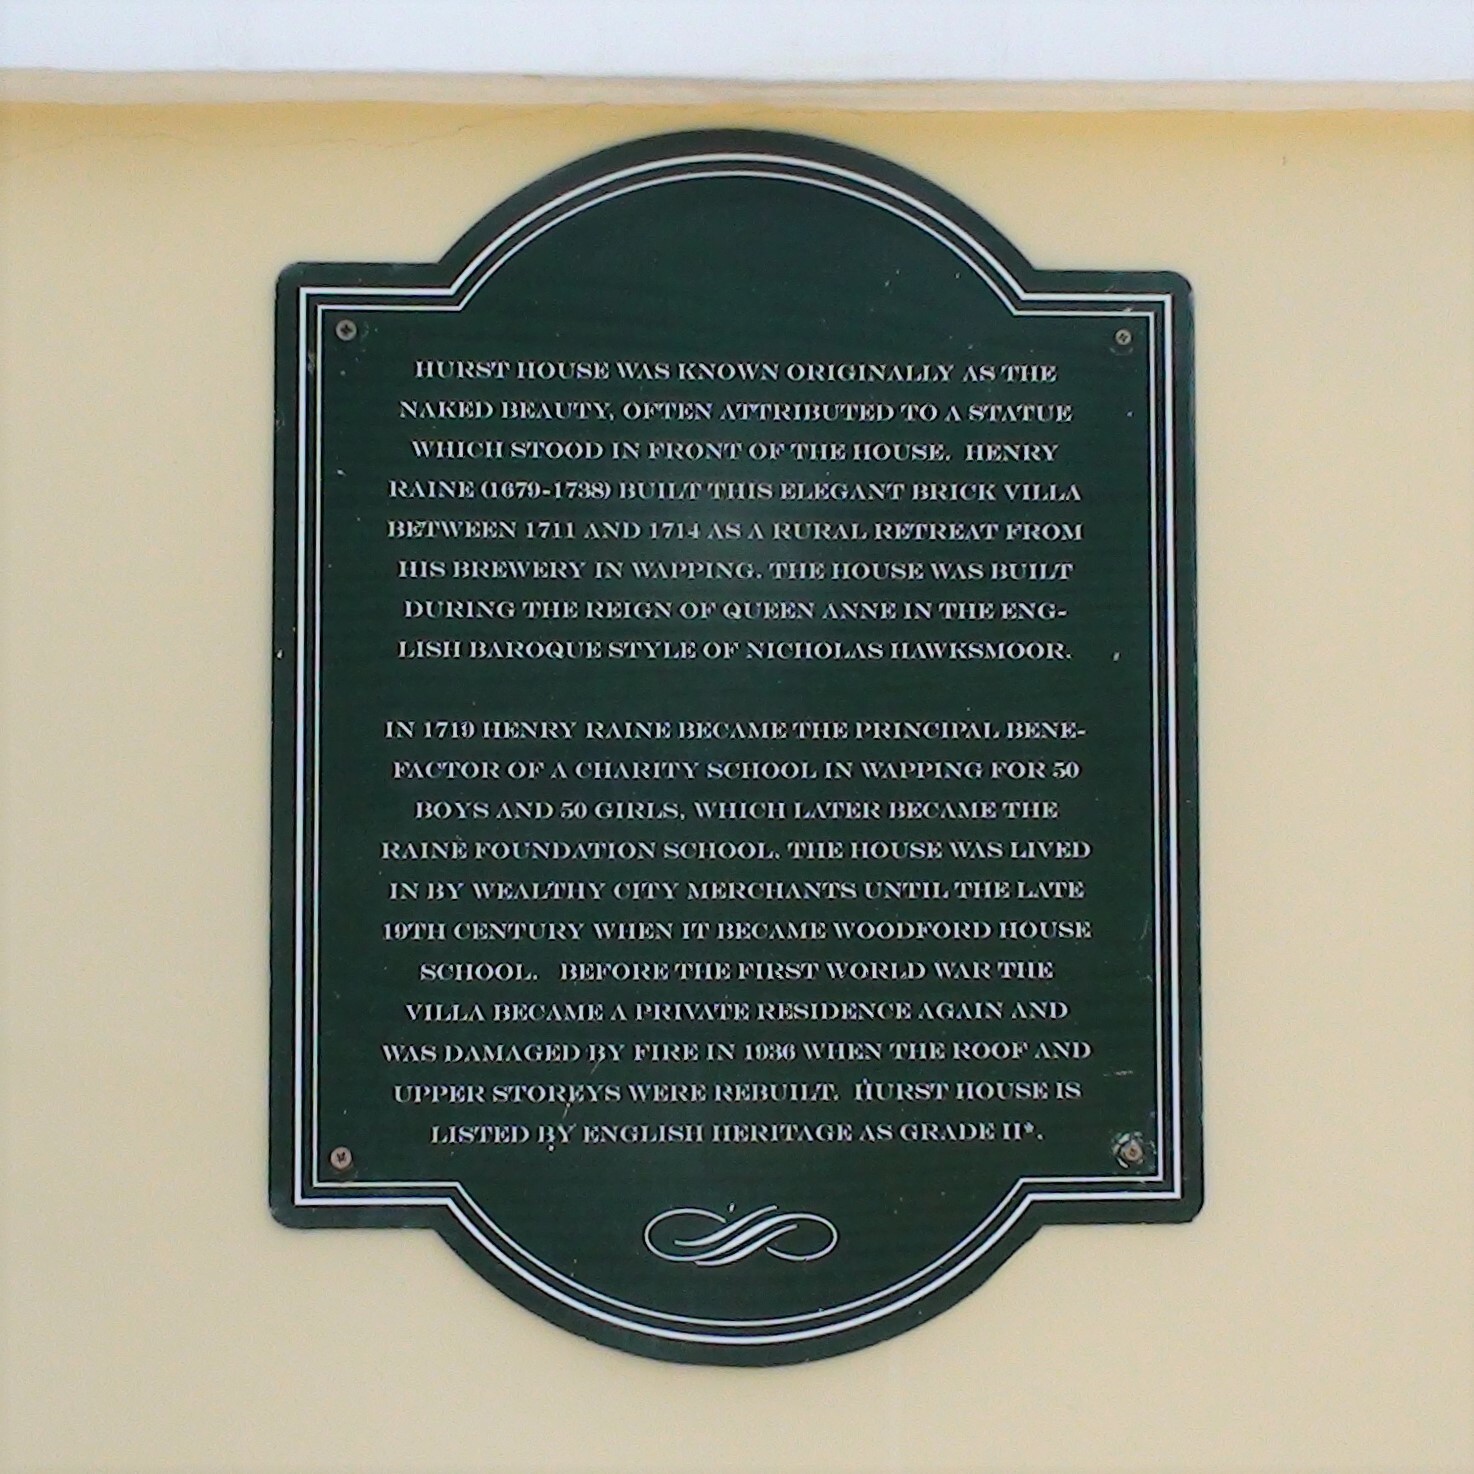 HURST HOUSE WAS KNOWN ORIGINALLY AS THE
NAKED BEAUTY, OFTEN ATTRIBUTED TO A STATUE
WHICH STOOD IN FRONT OF THE HOUSE. HENRY
RAINE (1679-1738) BUILT THIS ELEGANT BRICK VILLA
BETWEEN 1711 AND 1714 AS A RURAL RETREAT FROM
HIS BREWERY IN WAPPING. THE HOUSE WAS BUILT
DURING THE REIGN OF QUEEN ANNE IN THE ENG-
LISH BAROQUE STYLE OF NICHOLAS HAWKSMOOR.
IN 1719 HENRY RAINE BECAME THE PRINCIPAL BENE-
FACTOR OF A CHARITY SCHOOL IN WAPPING FOR 50
BOYS AND 50 GIRLS, WHICH LATER BECAME THE
RAINE FOUNDATION SCHOOL. THE HOUSE WAS LIVED
IN BY WEALTHY CITY MERCHANTS UNTIL THE LATE
19TH CENTURY WHEN IT BECAME WOODFORD HOUSE
SCHOOL. BEFORE THE FIRST WORLD WAR THE
VILLA BECAME A PRIVATE RESIDENCE AGAIN AND
WAS DAMAGED BY FIRE IN 1936 WHEN THE ROOF AND
UPPER STOREYS WERE REBUILT. HURST HOUSE IS
LISTED BY ENGLISH HERITAGE AS GRADE II*.